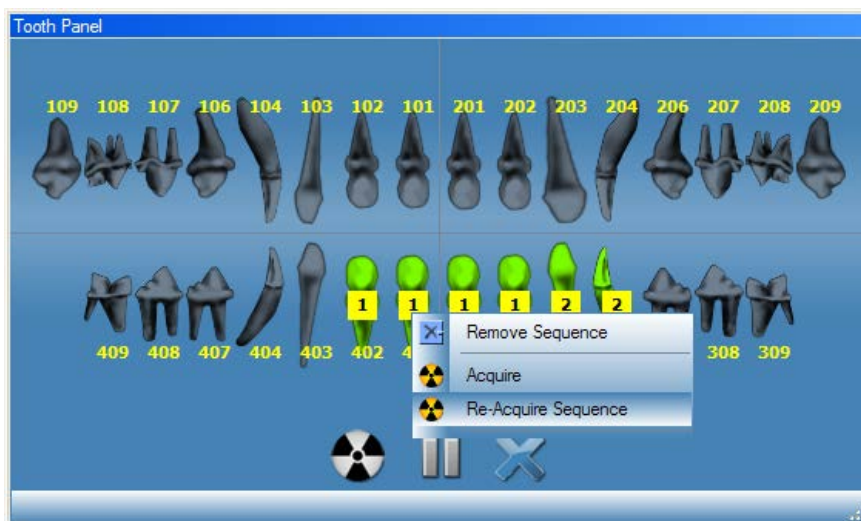 Tooth Panel
109 108 107 106 104 103 102 101 201 202 203 204 206 207 208 209
1 1 1 1 2 2
409 408 407 404 403 402 308 309
Remove Sequence
Acquire
Re-Acquire Sequence